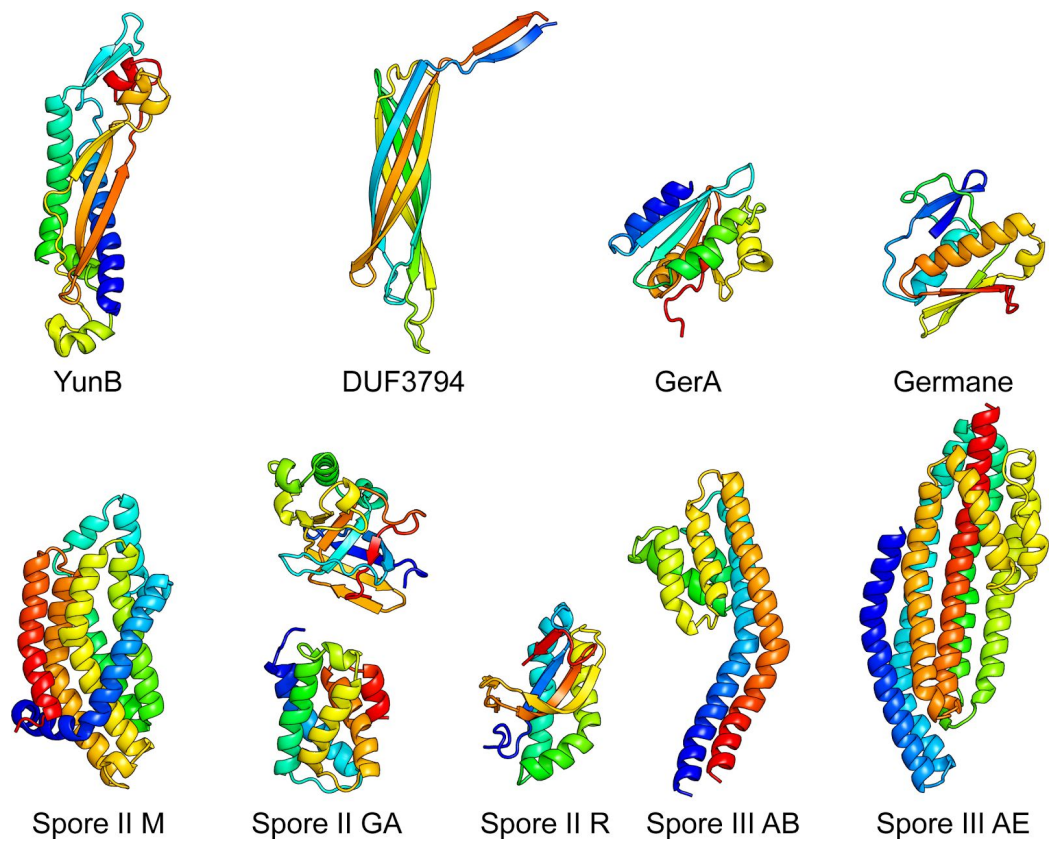 YunB DUF3794 GerA Germane
Spore II M Spore II GA Spore II R Spore III AB Spore III AE